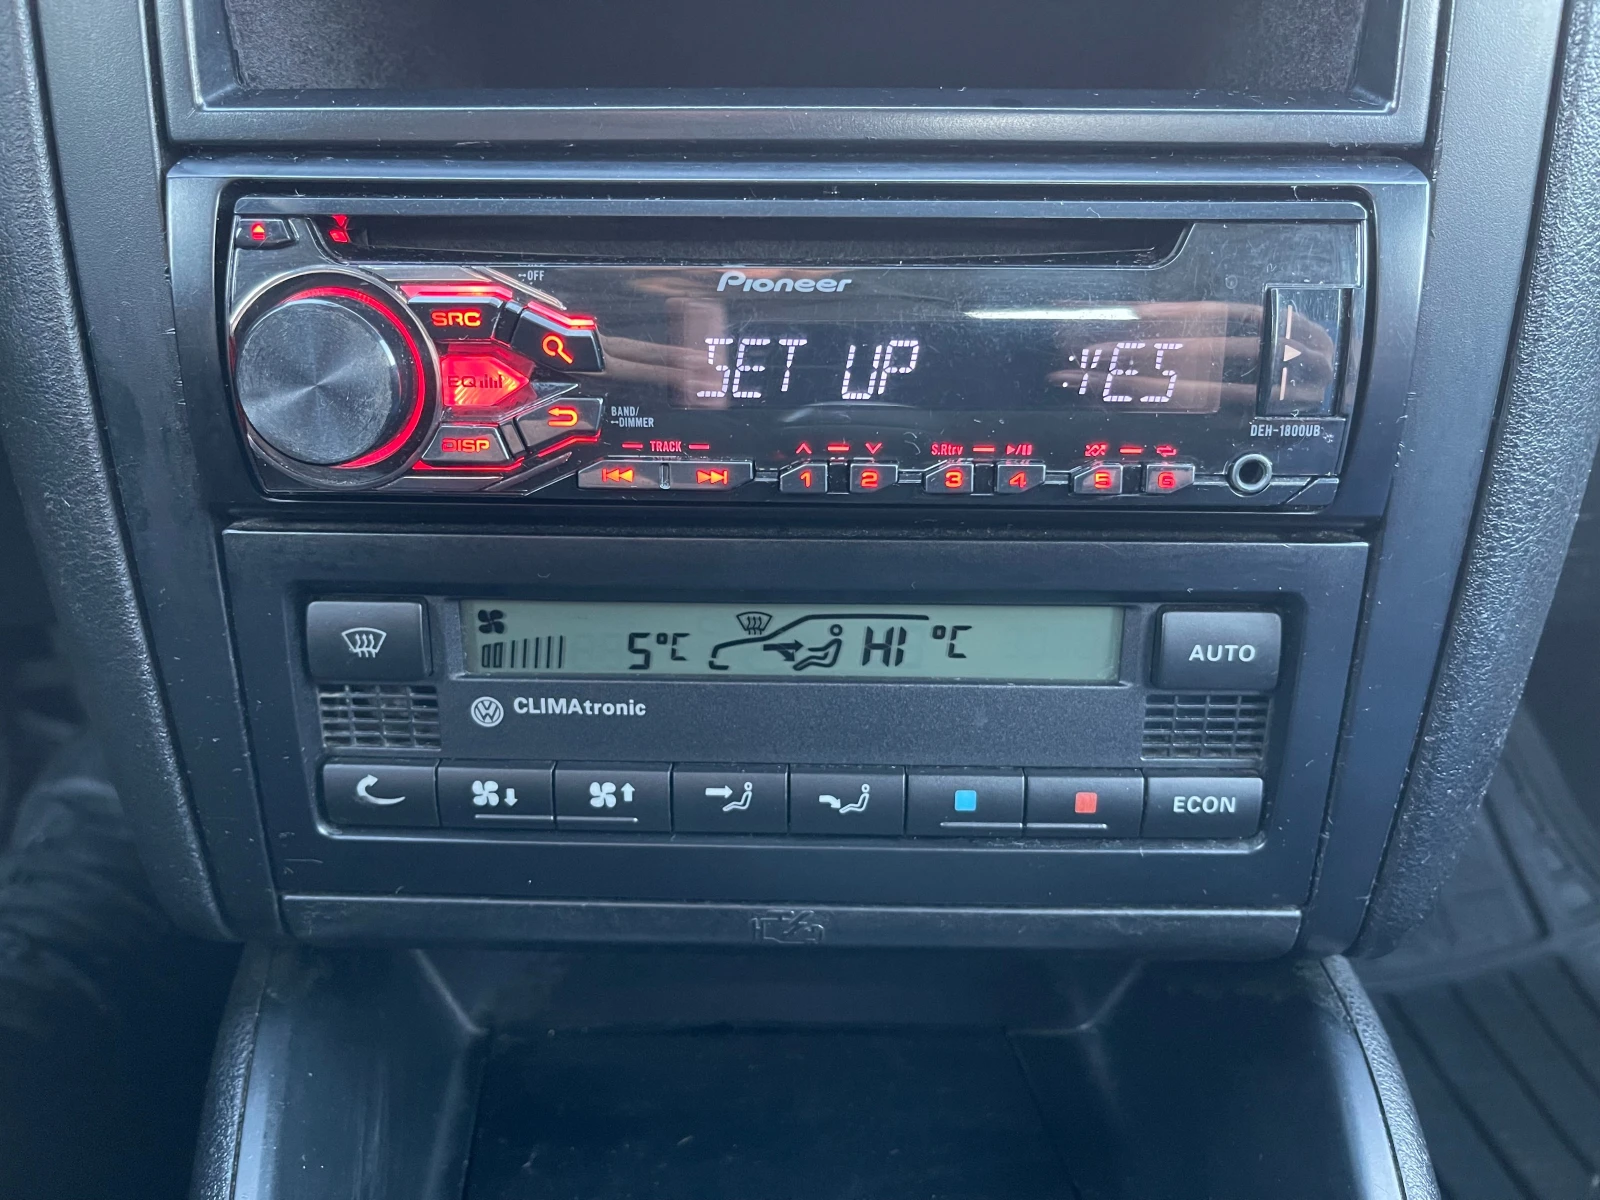 OFF
Pioneer
SRC
EQ
SET UP :YES
BAND/
DIMMER
DISP
TRACK
S.Rtrv
DEH-1800UB
1 2 3 4 5 6
5°C HI °C
AUTO
CLIMAtronic
ECON